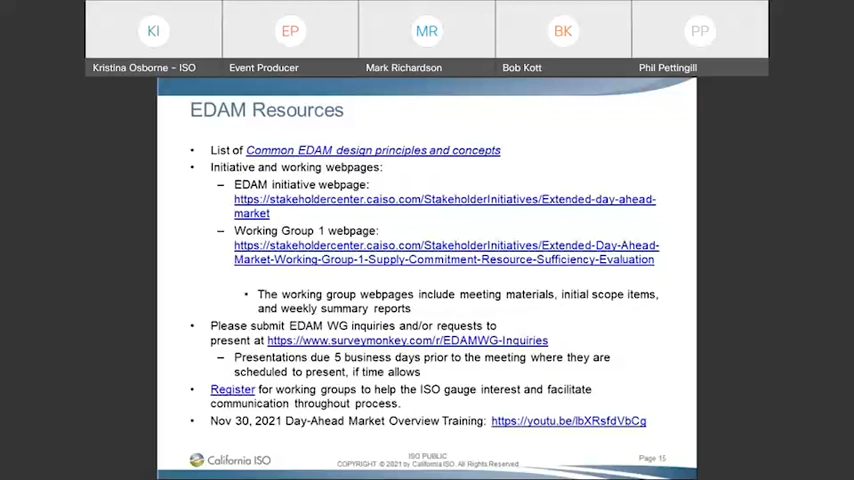 KI
EP
MR
BK
PP
Kristina Osborne – ISO
Event Producer
Mark Richardson
Bob Kott
Phil Pettingill
EDAM Resources
• List of Common EDAM design principles and concepts
• Initiative and working webpages:
– EDAM initiative webpage:
https://stakeholdercenter.caiso.com/StakeholderInitiatives/Extended-day-ahead-
market
– Working Group 1 webpage:
https://stakeholdercenter.caiso.com/StakeholderInitiatives/Extended-Day-Ahead-
Market-Working-Group-1-Supply-Commitment-Resource-Sufficiency-Evaluation
• The working group webpages include meeting materials, initial scope items,
and weekly summary reports
• Please submit EDAM WG inquiries and/or requests to
present at https://www.surveymonkey.com/r/EDAMWG-Inquiries
– Presentations due 5 business days prior to the meeting where they are
scheduled to present, if time allows
• Register for working groups to help the ISO gauge interest and facilitate
communication throughout process.
• Nov 30, 2021 Day-Ahead Market Overview Training: https://youtu.be/lbXRsfdVbCg
California ISO
ISO PUBLIC
COPYRIGHT © 2021 by California ISO. All Rights Reserved
Page 15